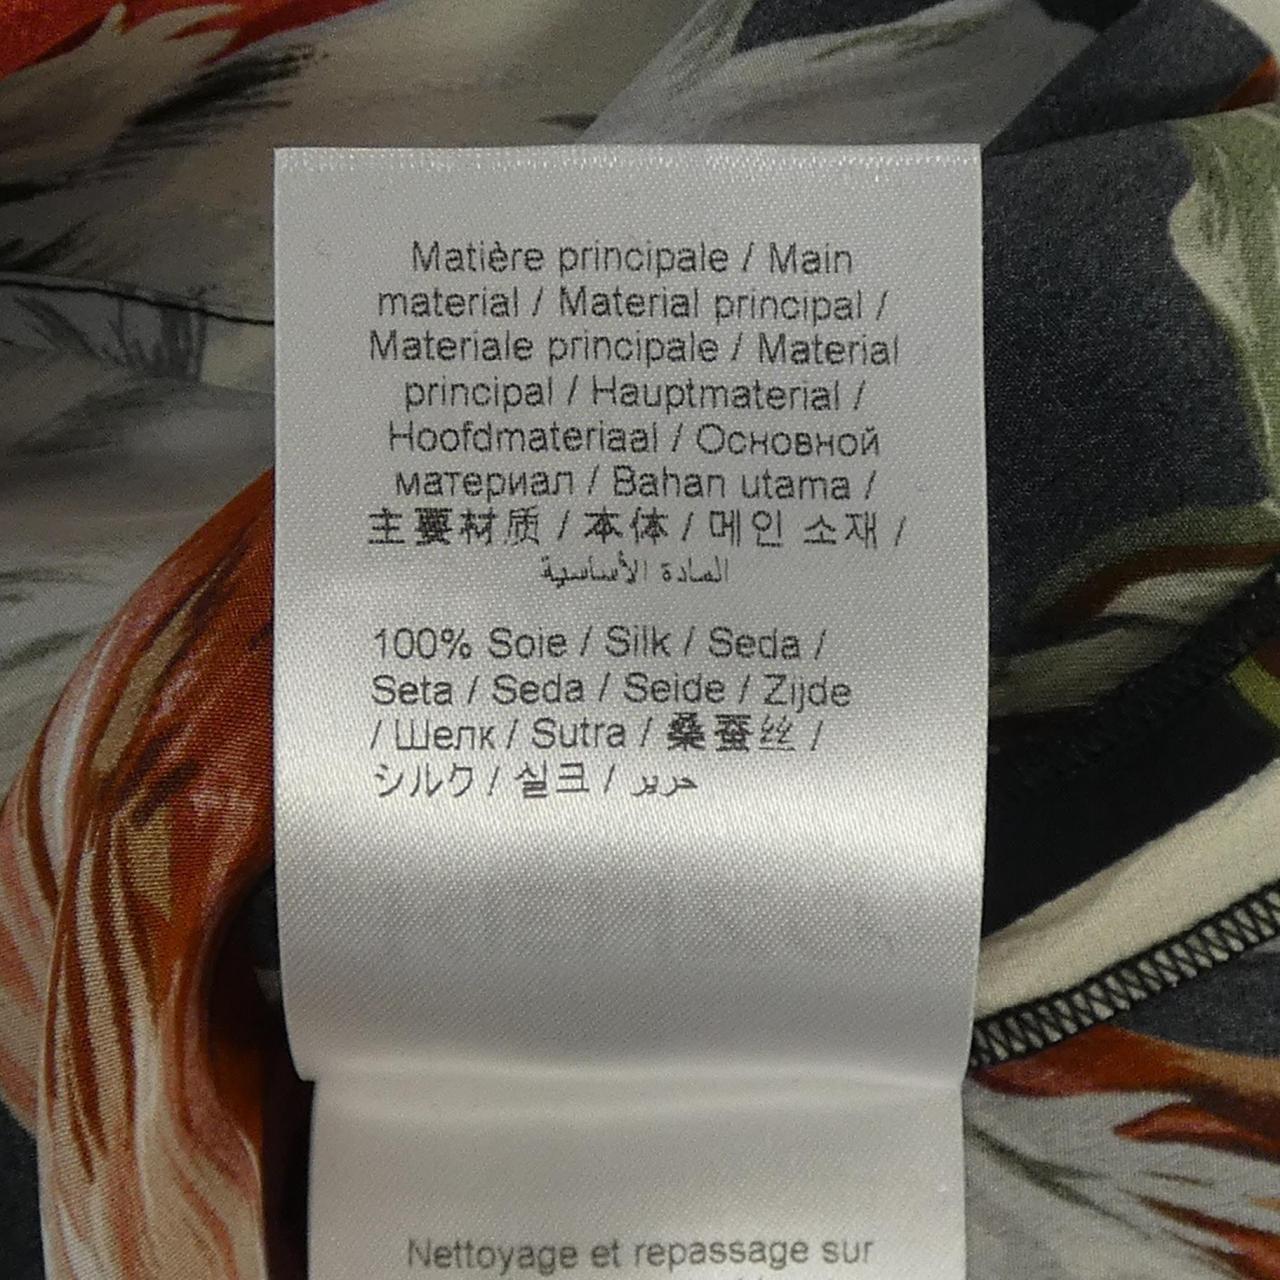 Matière principale / Main
material / Material principal /
Materiale principale / Material
principal / Hauptmaterial /
Hoofdmateriaal / Основной
материал / Bahan utama /
主要材质 / 本体 / 메인 소재 /
المادة الأساسية
100% Soie / Silk / Seda /
Seta / Seda / Seide / Zijde
/ Шелк / Sutra / 桑蚕丝 /
シルク / 실크 / حرير
Nettoyage et repassage sur